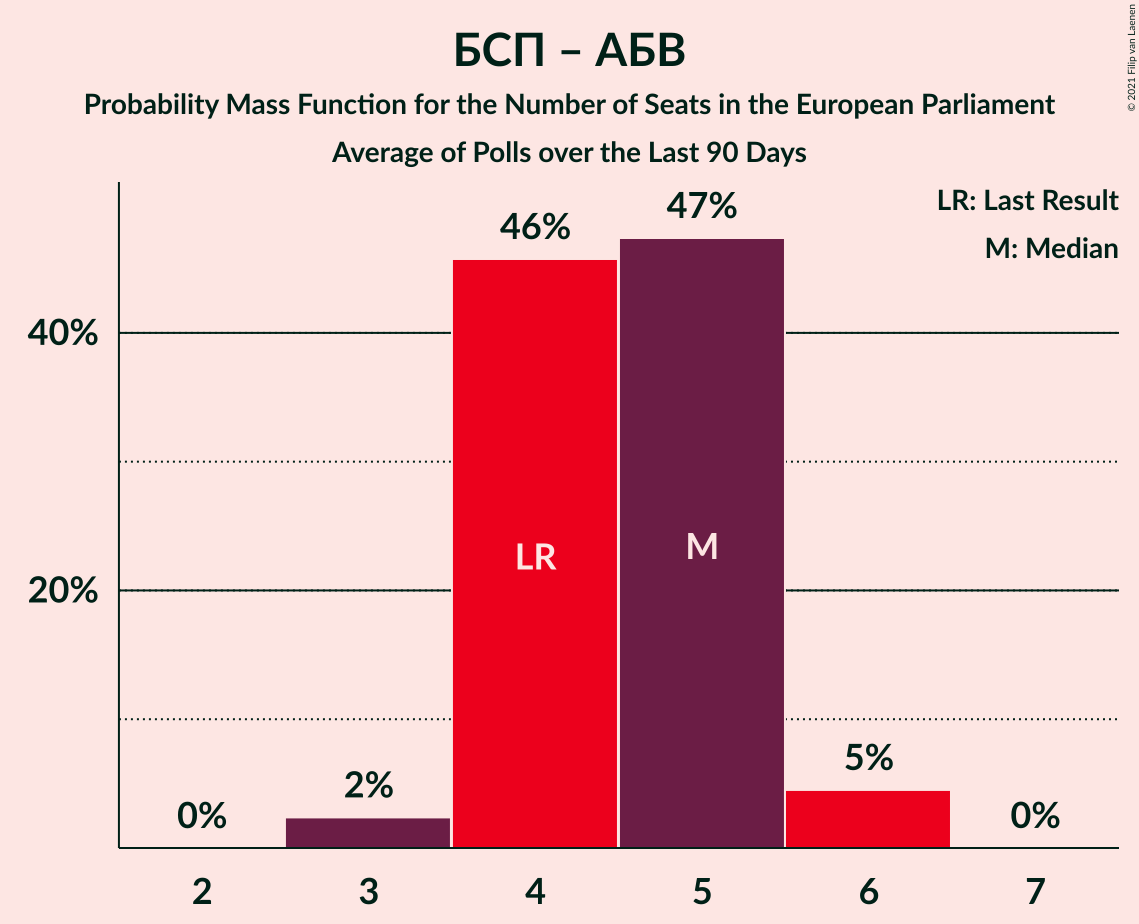 БСП – АБВ
Probability Mass Function for the Number of Seats in the European Parliament
Average of Polls over the Last 90 Days
© 2021 Filip van Laenen
LR: Last Result
M: Median
46%
47%
40%
LR
M
20%
0%
2%
5%
0%
2
3
4
5
6
7